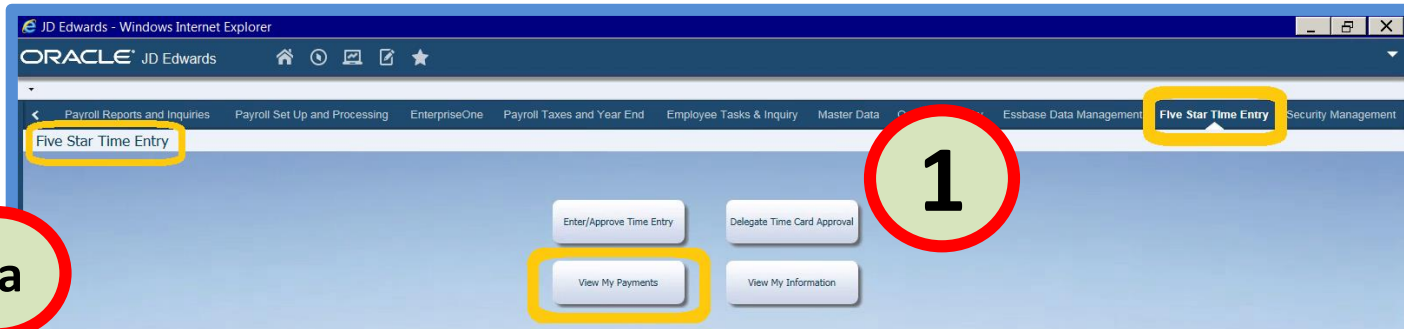 JD Edwards - Windows Internet Explorer
ORACLE JD Edwards
Payroll Reports and Inquiries Payroll Set Up and Processing EnterpriseOne Payroll Taxes and Year End Employee Tasks & Inquiry Master Data Essbase Data Management FIve Star TIme Entry Security Management
Five Star Time Entry
1
Enter/Approve Time Entry Delegate Time Card Approval
a
View My Payments View My Information